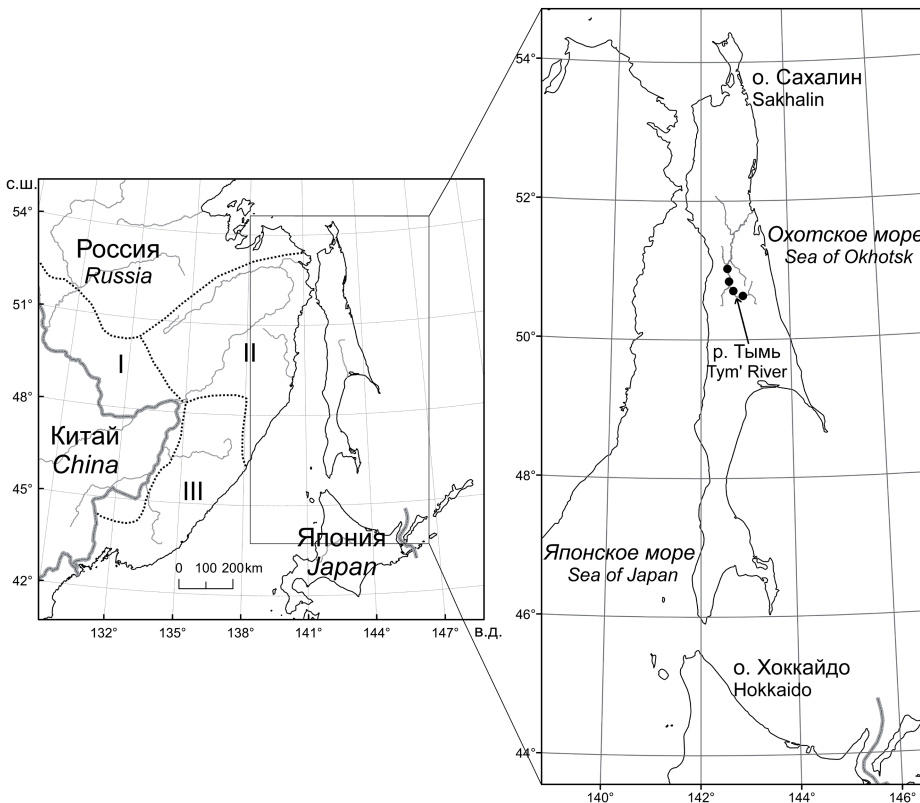 с.ш.
54°
51°
48°
45°
42°
Россия
Russia
I
II
III
Китай
China
Япония
Japan
0 100 200 km
132° 135° 138° 141° 144° 147° в.д.
54°
52°
50°
48°
46°
44°
о. Сахалин
Sakhalin
Охотское море
Sea of Okhotsk
р. Тымь
Tym' River
Японское море
Sea of Japan
о. Хоккайдо
Hokkaido
140° 142° 144° 146°